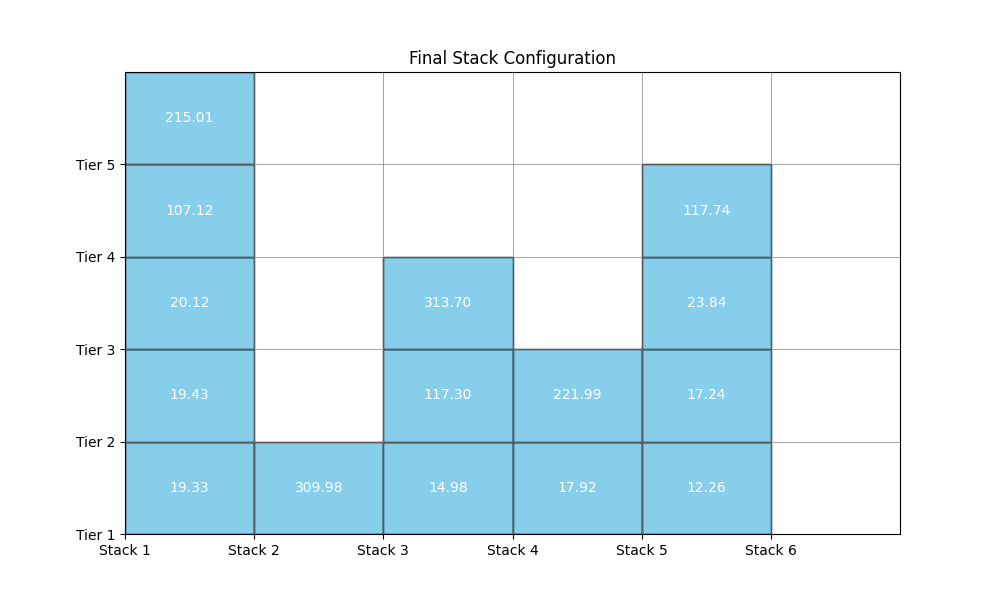 Final Stack Configuration
215.01
Tier 5
107.12 117.74
Tier 4
20.12 313.70 23.84
Tier 3
19.43 117.30 221.99 17.24
Tier 2
19.33 309.98 14.98 17.92 12.26
Tier 1
Stack 1 Stack 2 Stack 3 Stack 4 Stack 5 Stack 6